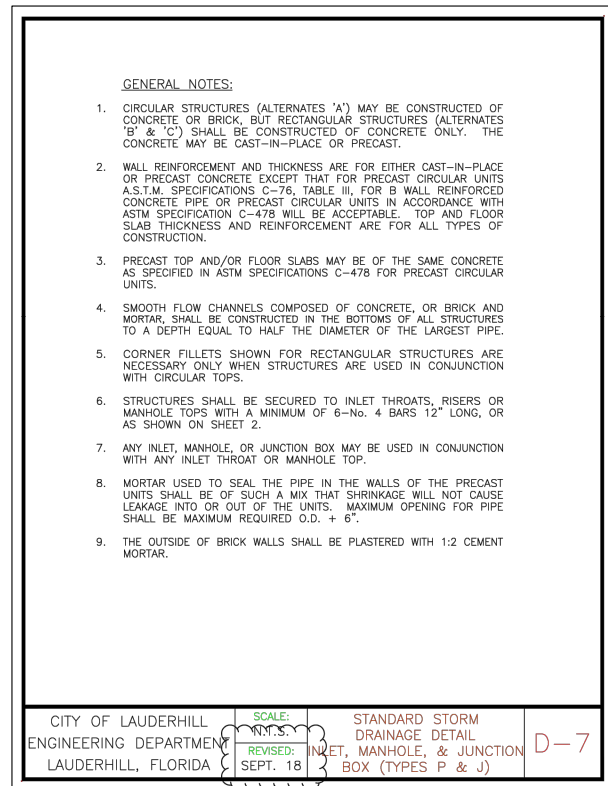 GENERAL NOTES:
1. CIRCULAR STRUCTURES (ALTERNATES 'A') MAY BE CONSTRUCTED OF
CONCRETE OR BRICK, BUT RECTANGULAR STRUCTURES (ALTERNATES
'B' & 'C') SHALL BE CONSTRUCTED OF CONCRETE ONLY. THE
CONCRETE MAY BE CAST-IN-PLACE OR PRECAST.
2. WALL REINFORCEMENT AND THICKNESS ARE FOR EITHER CAST-IN-PLACE
OR PRECAST CONCRETE EXCEPT THAT FOR PRECAST CIRCULAR UNITS
A.S.T.M. SPECIFICATIONS C-76, TABLE III, FOR B WALL REINFORCED
CONCRETE PIPE OR PRECAST CIRCULAR UNITS IN ACCORDANCE WITH
ASTM SPECIFICATION C-478 WILL BE ACCEPTABLE. TOP AND FLOOR
SLAB THICKNESS AND REINFORCEMENT ARE FOR ALL TYPES OF
CONSTRUCTION.
3. PRECAST TOP AND/OR FLOOR SLABS MAY BE OF THE SAME CONCRETE
AS SPECIFIED IN ASTM SPECIFICATIONS C-478 FOR PRECAST CIRCULAR
UNITS.
4. SMOOTH FLOW CHANNELS COMPOSED OF CONCRETE, OR BRICK AND
MORTAR, SHALL BE CONSTRUCTED IN THE BOTTOMS OF ALL STRUCTURES
TO A DEPTH EQUAL TO HALF THE DIAMETER OF THE LARGEST PIPE.
5. CORNER FILLETS SHOWN FOR RECTANGULAR STRUCTURES ARE
NECESSARY ONLY WHEN STRUCTURES ARE USED IN CONJUNCTION
WITH CIRCULAR TOPS.
6. STRUCTURES SHALL BE SECURED TO INLET THROATS, RISERS OR
MANHOLE TOPS WITH A MINIMUM OF 6-No. 4 BARS 12" LONG, OR
AS SHOWN ON SHEET 2.
7. ANY INLET, MANHOLE, OR JUNCTION BOX MAY BE USED IN CONJUNCTION
WITH ANY INLET THROAT OR MANHOLE TOP.
8. MORTAR USED TO SEAL THE PIPE IN THE WALLS OF THE PRECAST
UNITS SHALL BE OF SUCH A MIX THAT SHRINKAGE WILL NOT CAUSE
LEAKAGE INTO OR OUT OF THE UNITS. MAXIMUM OPENING FOR PIPE
SHALL BE MAXIMUM REQUIRED O.D. + 6".
9. THE OUTSIDE OF BRICK WALLS SHALL BE PLASTERED WITH 1:2 CEMENT
MORTAR.
CITY OF LAUDERHILL
ENGINEERING DEPARTMENT
LAUDERHILL, FLORIDA
SCALE:
N.T.S.
REVISED:
SEPT. 18
STANDARD STORM
DRAINAGE DETAIL
INLET, MANHOLE, & JUNCTION
BOX (TYPES P & J)
D-7